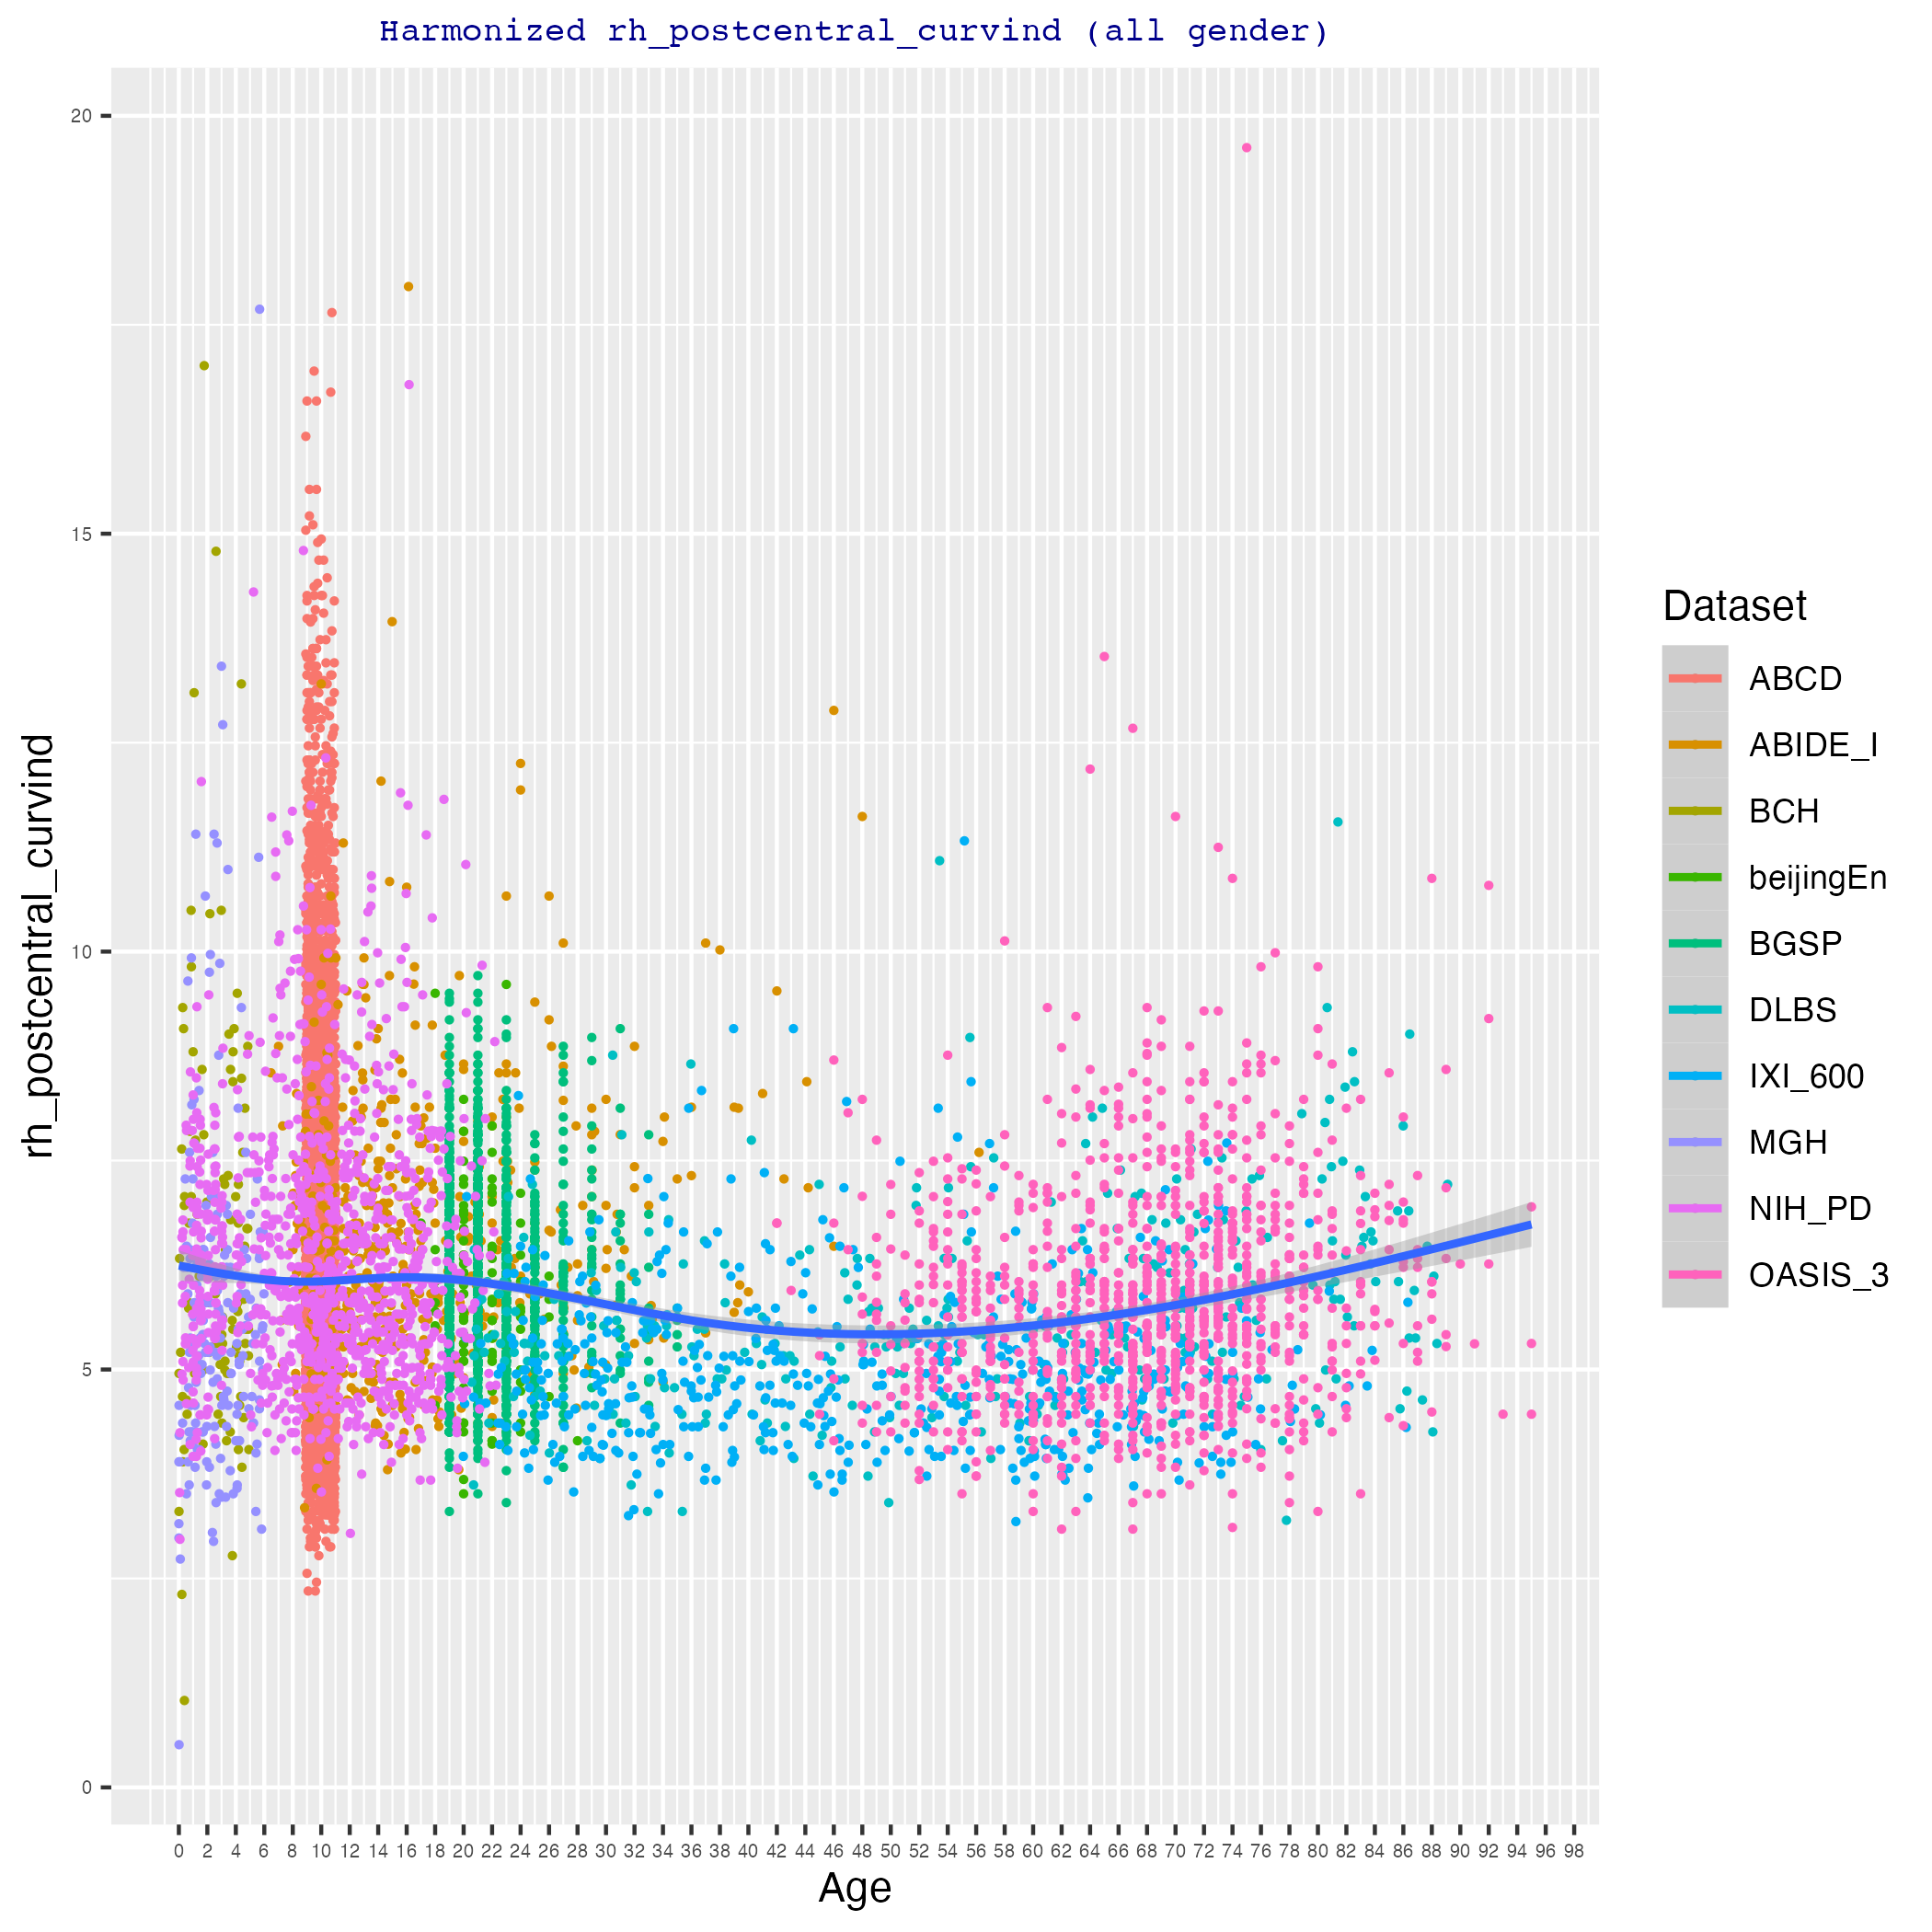 Harmonized rh_postcentral_curvind (all gender)
20
15
10
5
0
rh_postcentral_curvind
0 2 4 6 8 10 12 14 16 18 20 22 24 26 28 30 32 34 36 38 40 42 44 46 48 50 52 54 56 58 60 62 64 66 68 70 72 74 76 78 80 82 84 86 88 90 92 94 96 98
Age
Dataset
ABCD
ABIDE_I
BCH
beijingEn
BGSP
DLBS
IXI_600
MGH
NIH_PD
OASIS_3